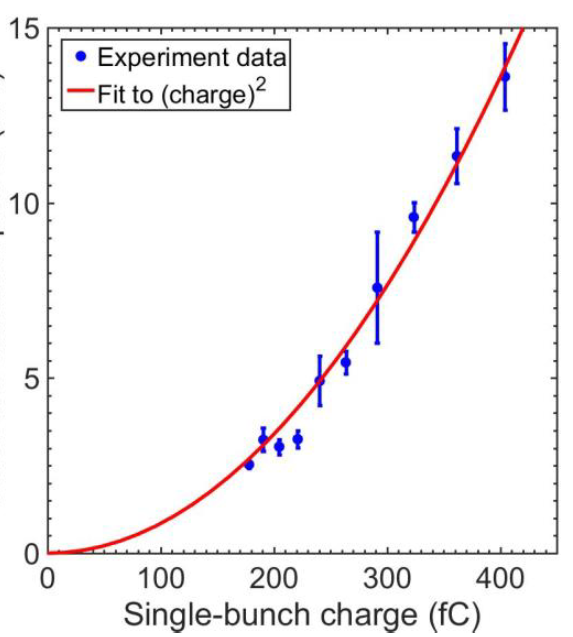 15
Experiment data
Fit to (charge)²
10
5
0
0 100 200 300 400
Single-bunch charge (fC)